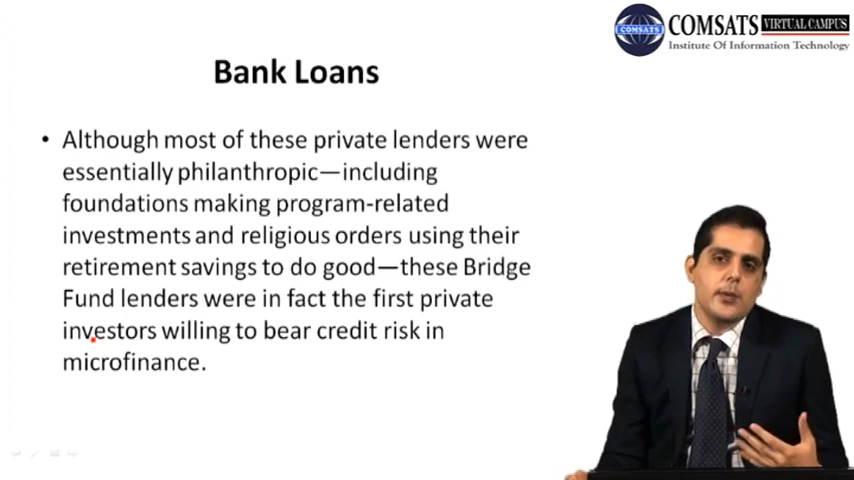 COMSATS VIRTUAL CAMPUS
COMSATS
Institute Of Information Technology
Bank Loans
• Although most of these private lenders were
essentially philanthropic—including
foundations making program-related
investments and religious orders using their
retirement savings to do good—these Bridge
Fund lenders were in fact the first private
investors willing to bear credit risk in
microfinance.